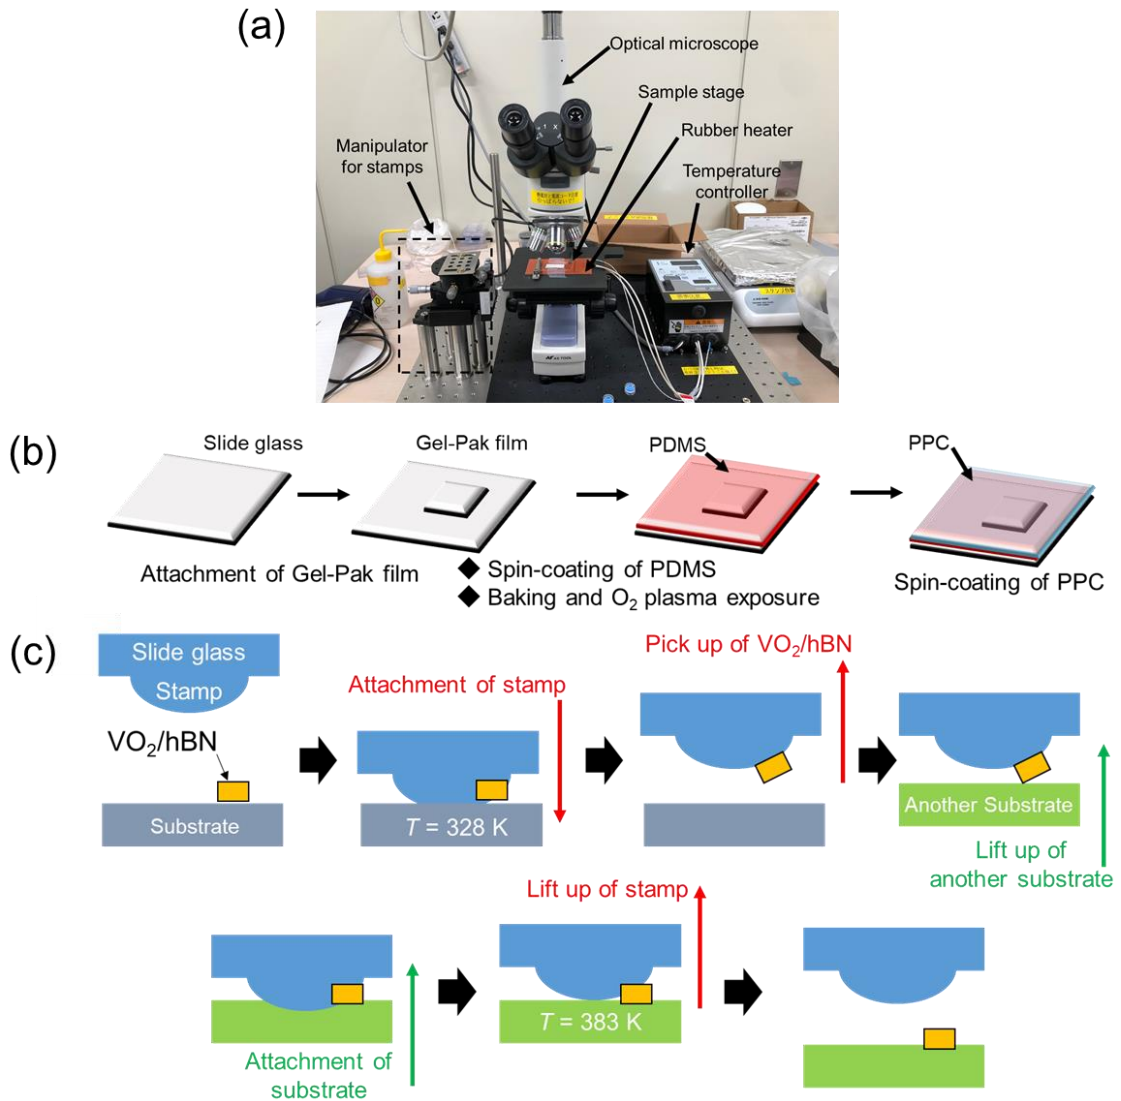 (a)
Optical microscope
Sample stage
Rubber heater
Temperature
controller
Manipulator
for stamps
(b)
Slide glass
Gel-Pak film
PDMS
PPC
Attachment of Gel-Pak film
◆ Spin-coating of PDMS
◆ Baking and O₂ plasma exposure
Spin-coating of PPC
(c)
Slide glass
Stamp
VO₂/hBN
Substrate
Attachment of stamp
T = 328 K
Pick up of VO₂/hBN
Another Substrate
Lift up of
another substrate
Attachment of
substrate
Lift up of stamp
T = 383 K